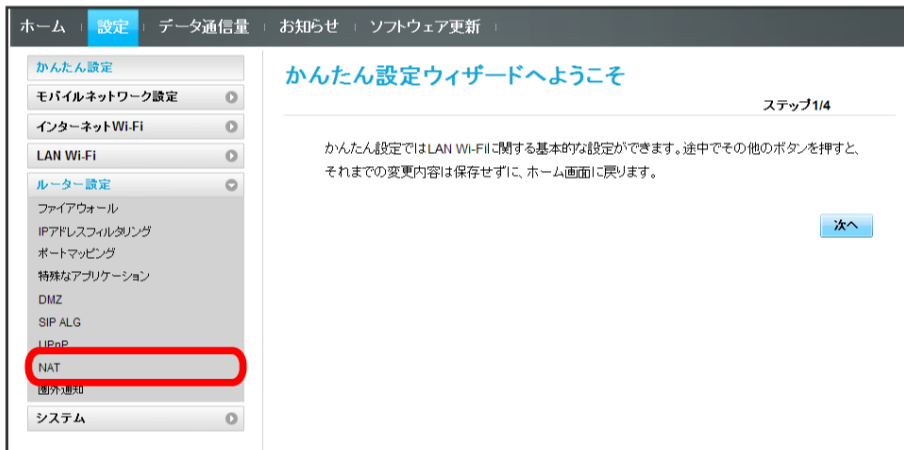 ホーム 設定 データ通信量 お知らせ ソフトウェア更新
かんたん設定
モバイルネットワーク設定
インターネットWi-Fi
LAN Wi-Fi
ルーター設定
ファイアウォール
IPアドレスフィルタリング
ポートマッピング
特殊なアプリケーション
DMZ
SIP ALG
UPnP
NAT
圏外通知
システム
かんたん設定ウィザードへようこそ
ステップ1/4
かんたん設定ではLAN Wi-Fiに関する基本的な設定ができます。途中でその他のボタンを押すと、
それまでの変更内容は保存せずに、ホーム画面に戻ります。
次へ